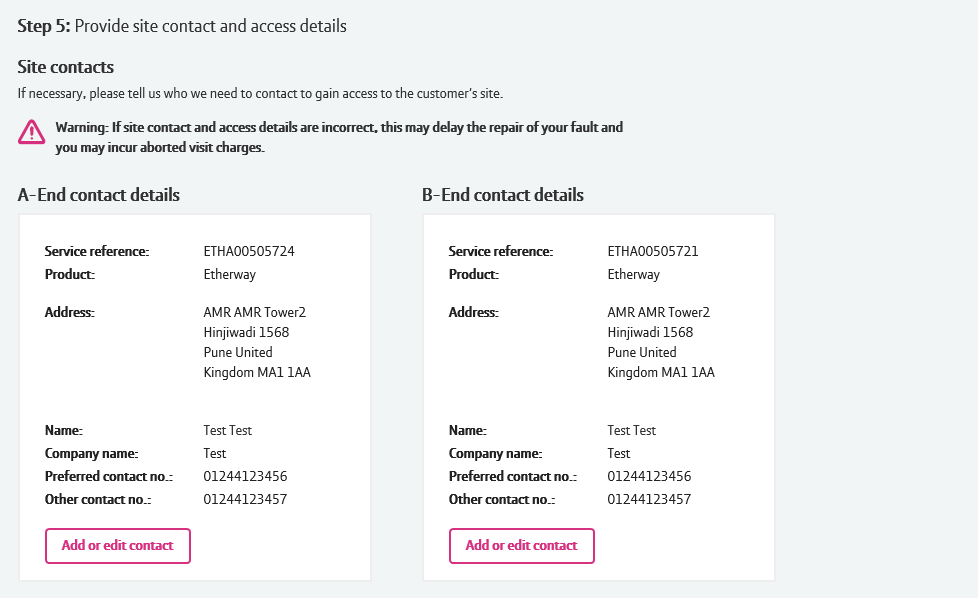 Step 5: Provide site contact and access details
Site contacts
If necessary, please tell us who we need to contact to gain access to the customer's site.
Warning: If site contact and access details are incorrect, this may delay the repair of your fault and
you may incur aborted visit charges.
A-End contact details
Service reference: ETHA00505724
Product: Etherway
Address: AMR AMR Tower2
Hinjiwadi 1568
Pune United
Kingdom MA1 1AA
Name: Test Test
Company name: Test
Preferred contact no.: 01244123456
Other contact no.: 01244123457
Add or edit contact
B-End contact details
Service reference: ETHA00505721
Product: Etherway
Address: AMR AMR Tower2
Hinjiwadi 1568
Pune United
Kingdom MA1 1AA
Name: Test Test
Company name: Test
Preferred contact no.: 01244123456
Other contact no.: 01244123457
Add or edit contact